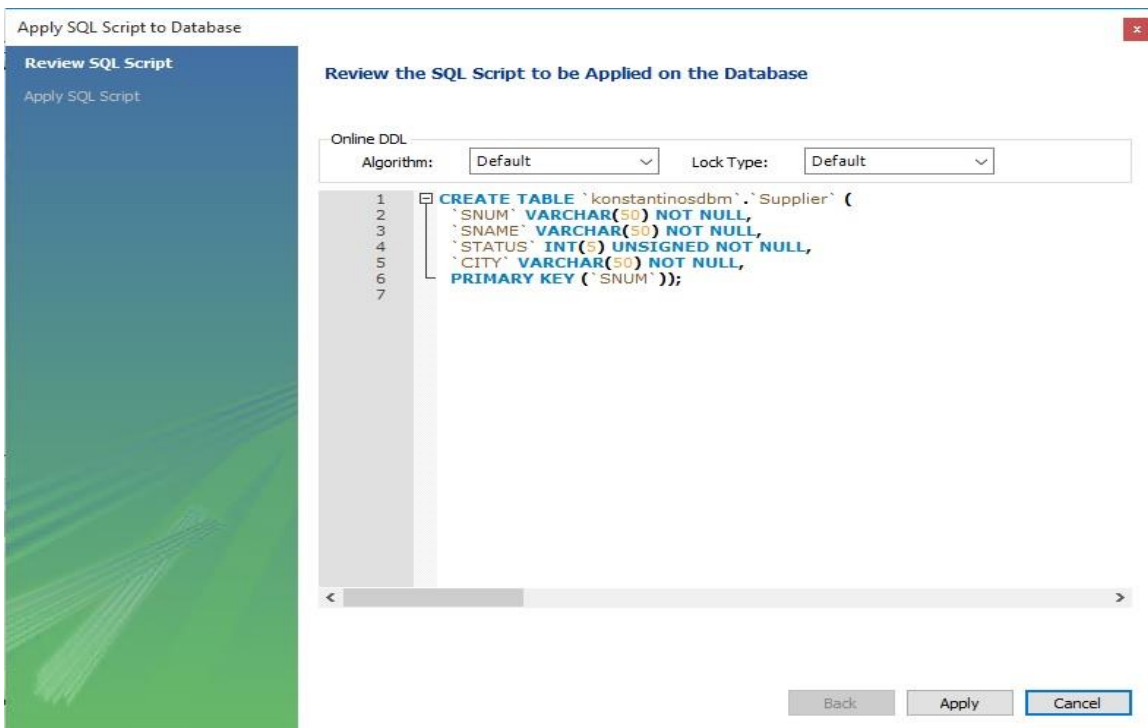 Apply SQL Script to Database
Review SQL Script
Apply SQL Script
Review the SQL Script to be Applied on the Database
Online DDL
Algorithm: Default Lock Type: Default
1 CREATE TABLE `konstantinosdbm`.`Supplier` (
2 `SNUM` VARCHAR(50) NOT NULL,
3 `SNAME` VARCHAR(50) NOT NULL,
4 `STATUS` INT(5) UNSIGNED NOT NULL,
5 `CITY` VARCHAR(50) NOT NULL,
6 PRIMARY KEY (`SNUM`));
7
Back Apply Cancel